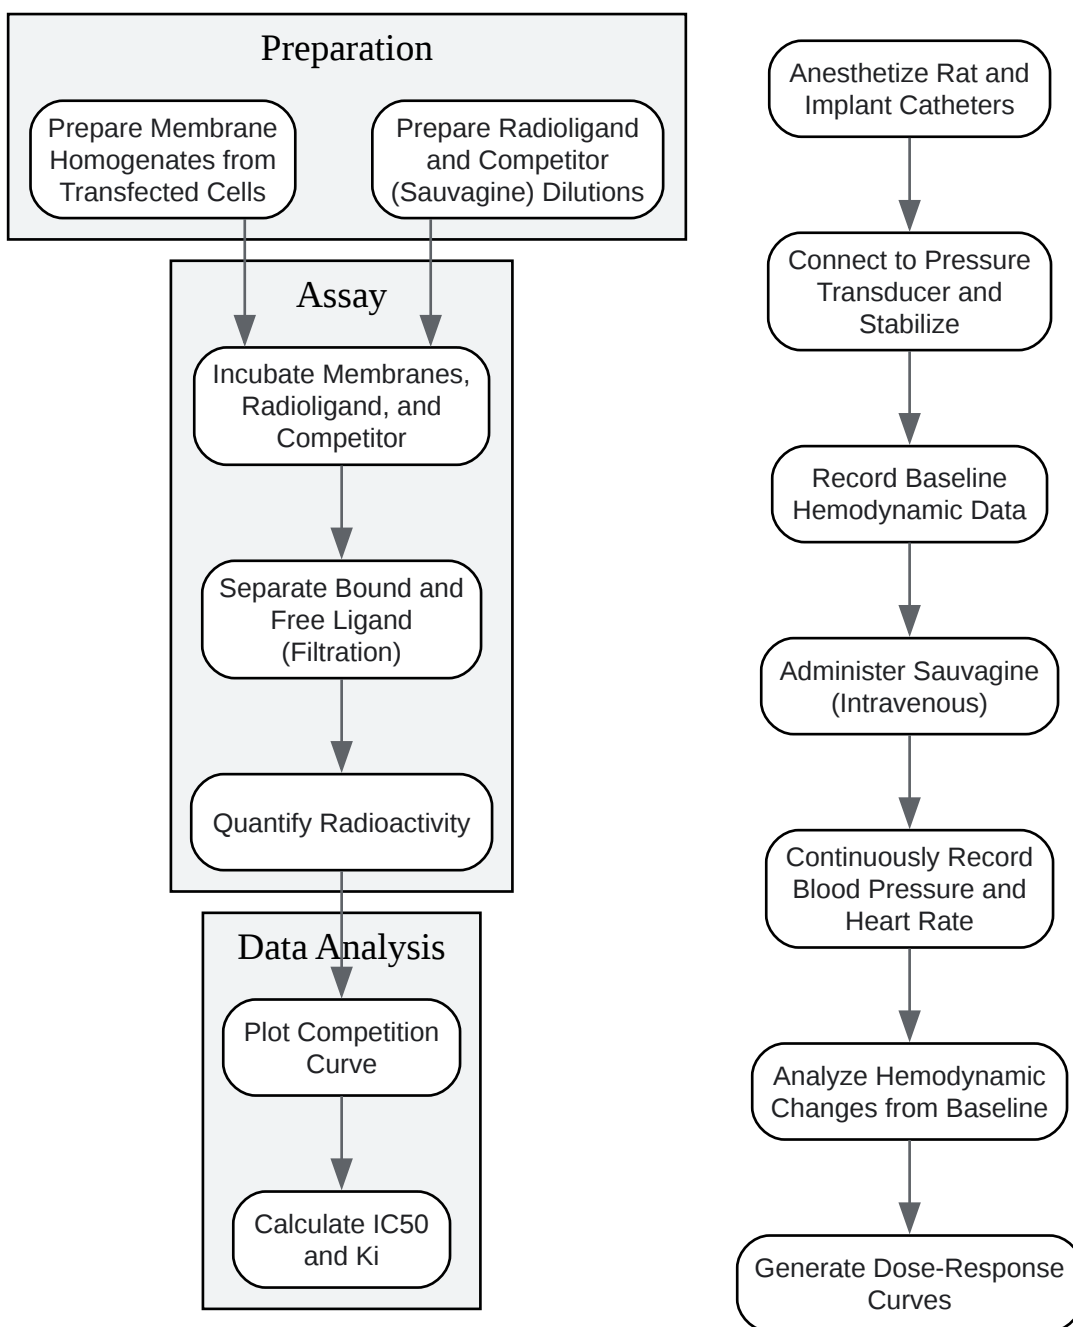 Preparation
Prepare Membrane
Homogenates from
Transfected Cells
Prepare Radioligand
and Competitor
(Sauvagine) Dilutions
Assay
Incubate Membranes,
Radioligand, and
Competitor
Separate Bound and
Free Ligand
(Filtration)
Quantify Radioactivity
Data Analysis
Plot Competition
Curve
Calculate IC50
and Ki
Anesthetize Rat and
Implant Catheters
Connect to Pressure
Transducer and
Stabilize
Record Baseline
Hemodynamic Data
Administer Sauvagine
(Intravenous)
Continuously Record
Blood Pressure and
Heart Rate
Analyze Hemodynamic
Changes from Baseline
Generate Dose-Response
Curves